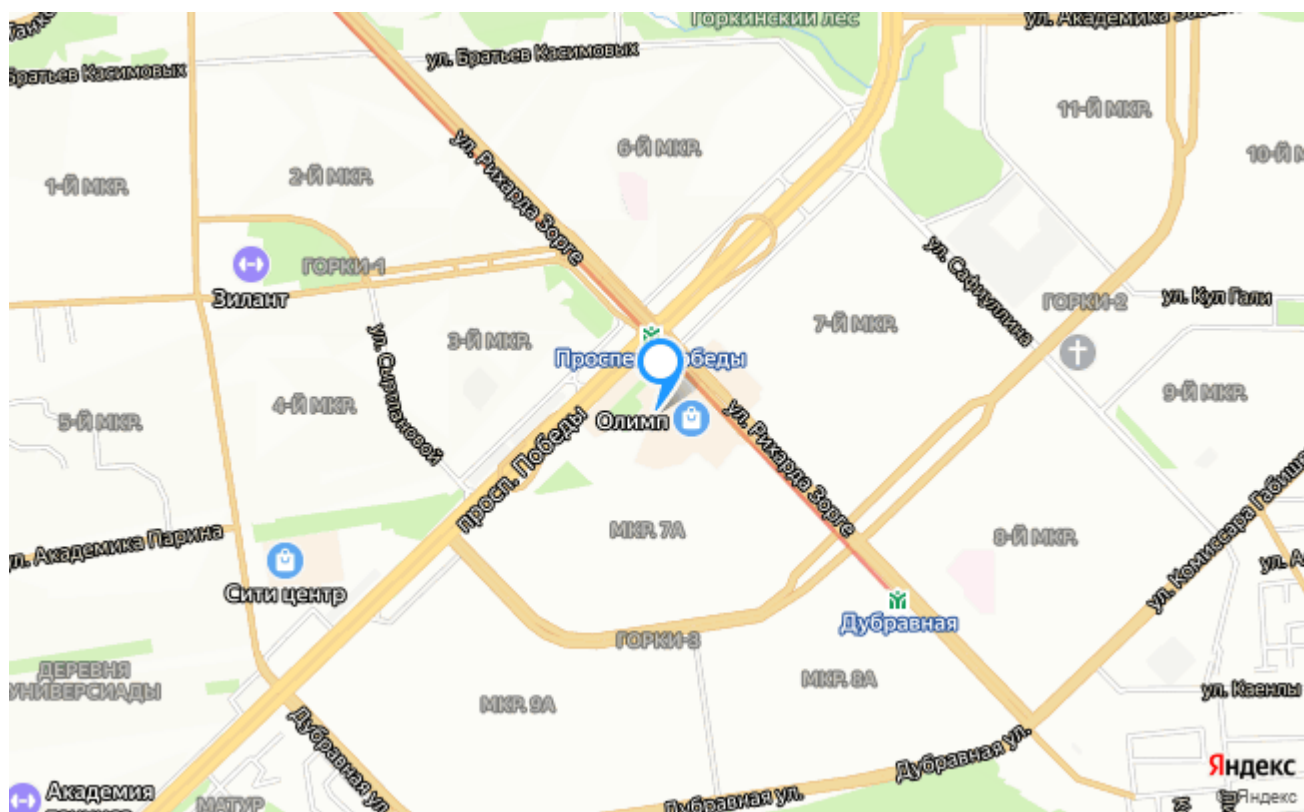 Горкинский лес
ул. Академика
ул. Братьев Касимовых
Братьев Касимовых
11-Й МКР.
6-Й МКР.
10-Й
2-Й МКР.
1-Й МКР.
ул. Рихарда Зорге
ул. Сафиуллина
ГОРКИ-1
Зилант
ул. Кул Гали
ГОРКИ-2
7-Й МКР.
3-Й МКР.
ул. Сыртлановой
Проспе
обеды
9-Й МКР.
4-Й МКР.
5-Й МКР.
Олимп
просп. Победы
ул. Рихарда Зорге
МКР. 7А
8-Й МКР.
ул. Академика Парина
ул. Комиссара Габиш
ул. А
Сити центр
Дубравная
ГОРКИ-3
ДЕРЕВНЯ
УНИВЕРСИАДЫ
МКР. 8А
ул. Каенлы
МКР. 9А
Дубравная ул.
Дубравная ул.
Яндекс
Академия
Яндекс
МАТУР
Дубравная ул.